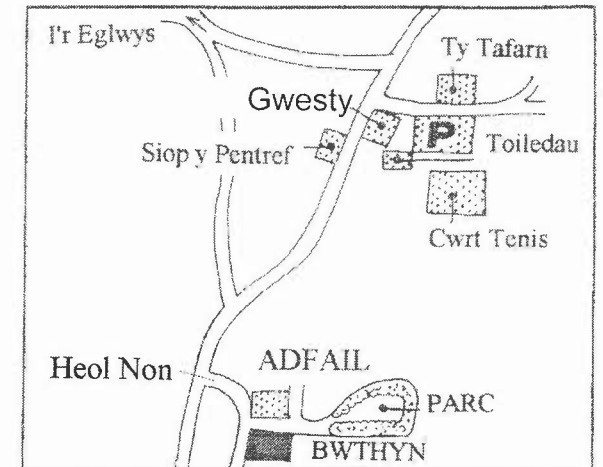 I'r Eglwys
Ty Tafarn
Gwesty
P
Siop y Pentref
Toiledau
Cwrt Tenis
Heol Non
ADFAIL
PARC
BWTHYN